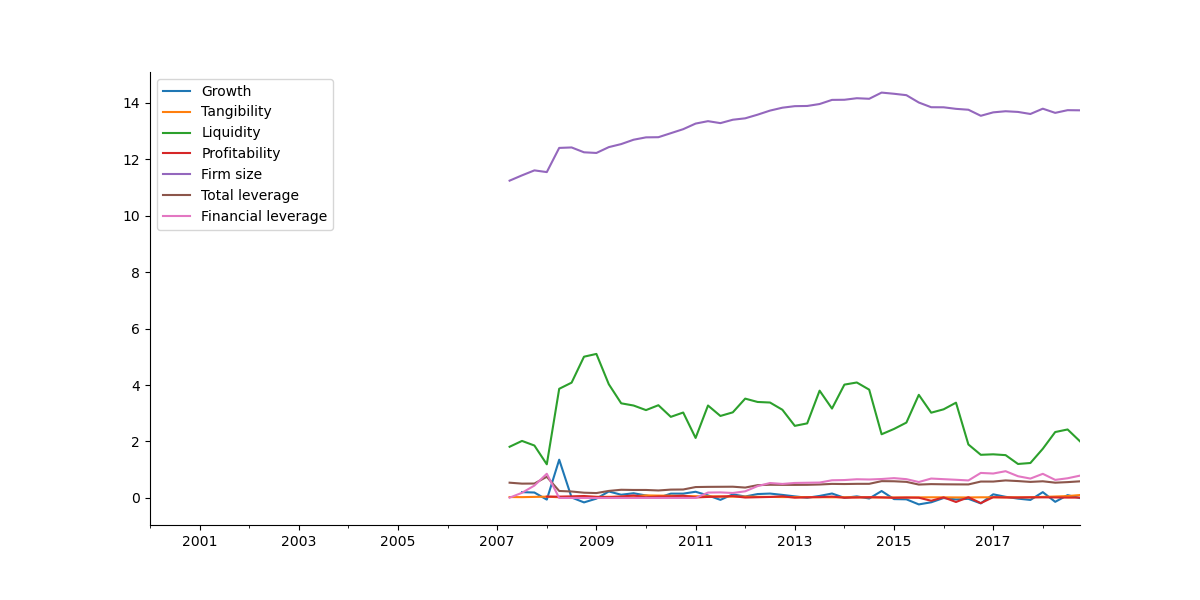 Growth
Tangibility
Liquidity
Profitability
Firm size
Total leverage
Financial leverage
14
12
10
8
6
4
2
0
2001 2003 2005 2007 2009 2011 2013 2015 2017